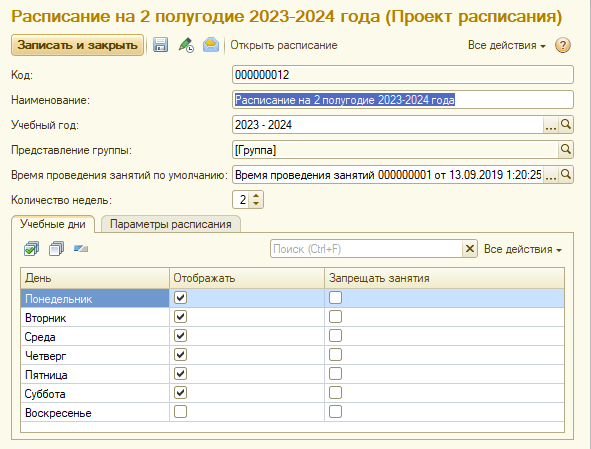 Расписание на 2 полугодие 2023-2024 года (Проект расписания)
Записать и закрыть Открыть расписание Все действия
Код: 000000012
Наименование: Расписание на 2 полугодие 2023-2024 года
Учебный год: 2023 - 2024 ...
Представление группы: [Группа]
Время проведения занятий по умолчанию: Время проведения занятий 000000001 от 13.09.2019 1:20:25 ...
Количество недель: 2
Учебные дни Параметры расписания
Поиск (Ctrl+F) Все действия
День Отображать Запрещать занятия
Понедельник
Вторник
Среда
Четверг
Пятница
Суббота
Воскресенье